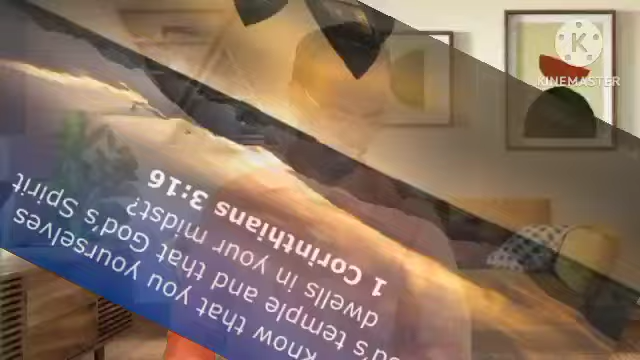 know that you yourselves
d's temple and that God's Spirit
dwells in your midst?
1 Corinthians 3:16
KINEMASTER